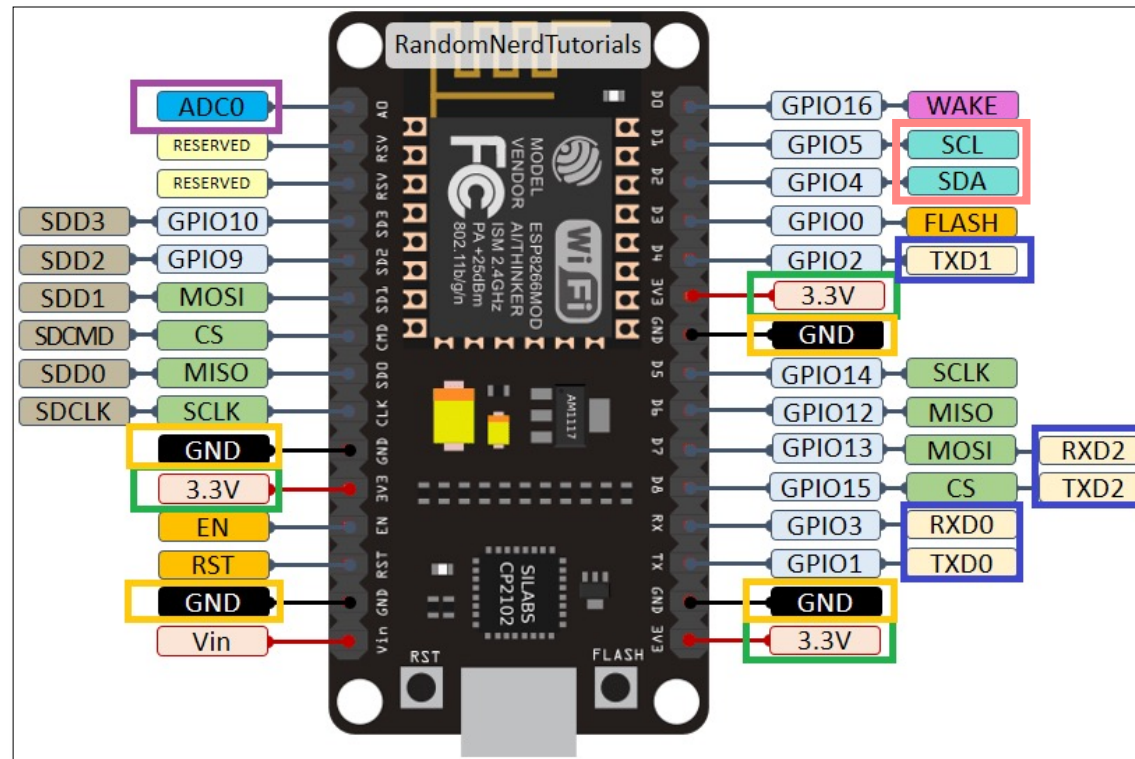 RandomNerdTutorials
ADC0 A0 D0 GPIO16 WAKE
RESERVED RSV D1 GPIO5 SCL
RESERVED RSV D2 GPIO4 SDA
SDD3 GPIO10 SD3 D3 GPIO0 FLASH
SDD2 GPIO9 SD2 D4 GPIO2 TXD1
SDD1 MOSI SD1 3V3 3.3V
SDCMD CS CMD GND GND
SDD0 MISO SD0 D5 GPIO14 SCLK
SDCLK SCLK CLK D6 GPIO12 MISO
GND GND D7 GPIO13 MOSI RXD2
3.3V 3V3 D8 GPIO15 CS TXD2
EN EN RX GPIO3 RXD0
RST RST TX GPIO1 TXD0
GND GND GND GND
Vin Vin 3V3 3.3V
MODEL
VENDOR
ESP8266MOD
AI/THINKER
ISM 2.4GHz
PA +25dBm
802.11b/g/n
FC
Wi Fi
AM1117
SILABS
CP2102
RST FLASH